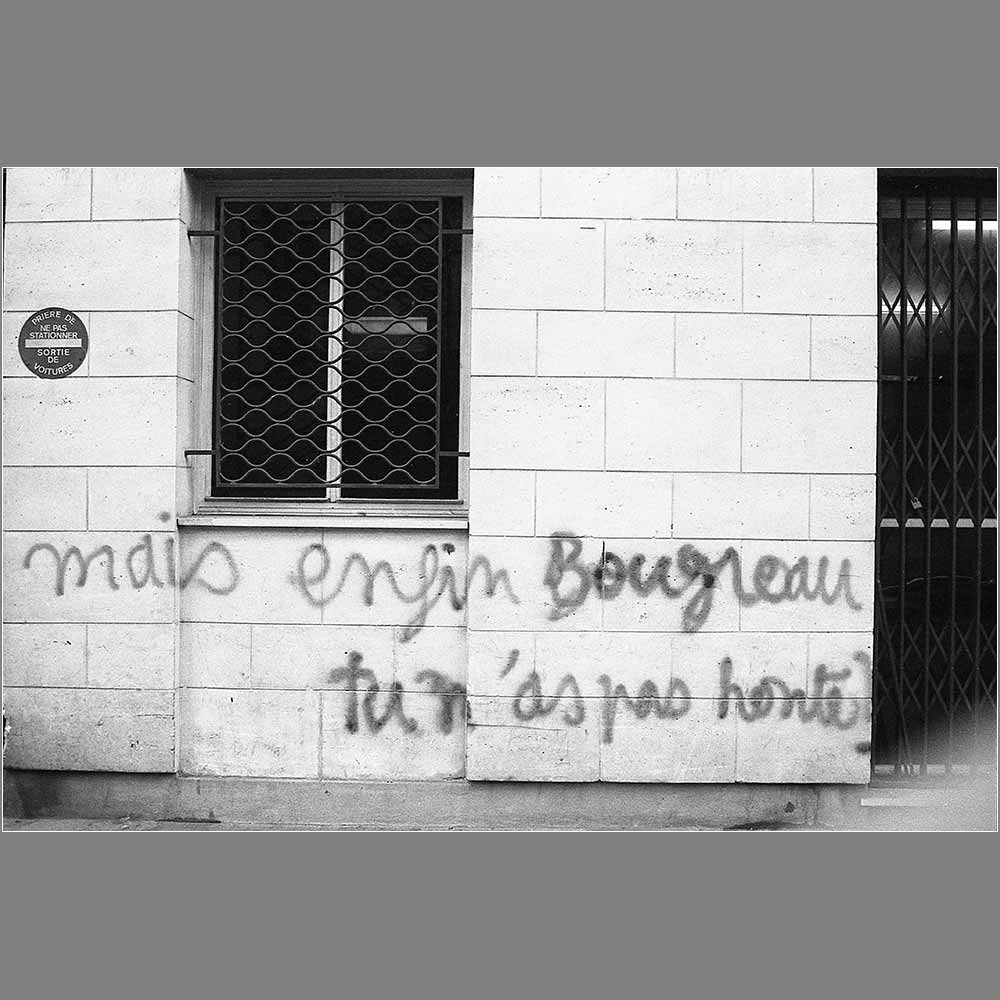 PRIERE DE
NE PAS
STATIONNER
SORTIE
DE
VOITURES
mais enfin Bougreau
tu n'as pas honte?